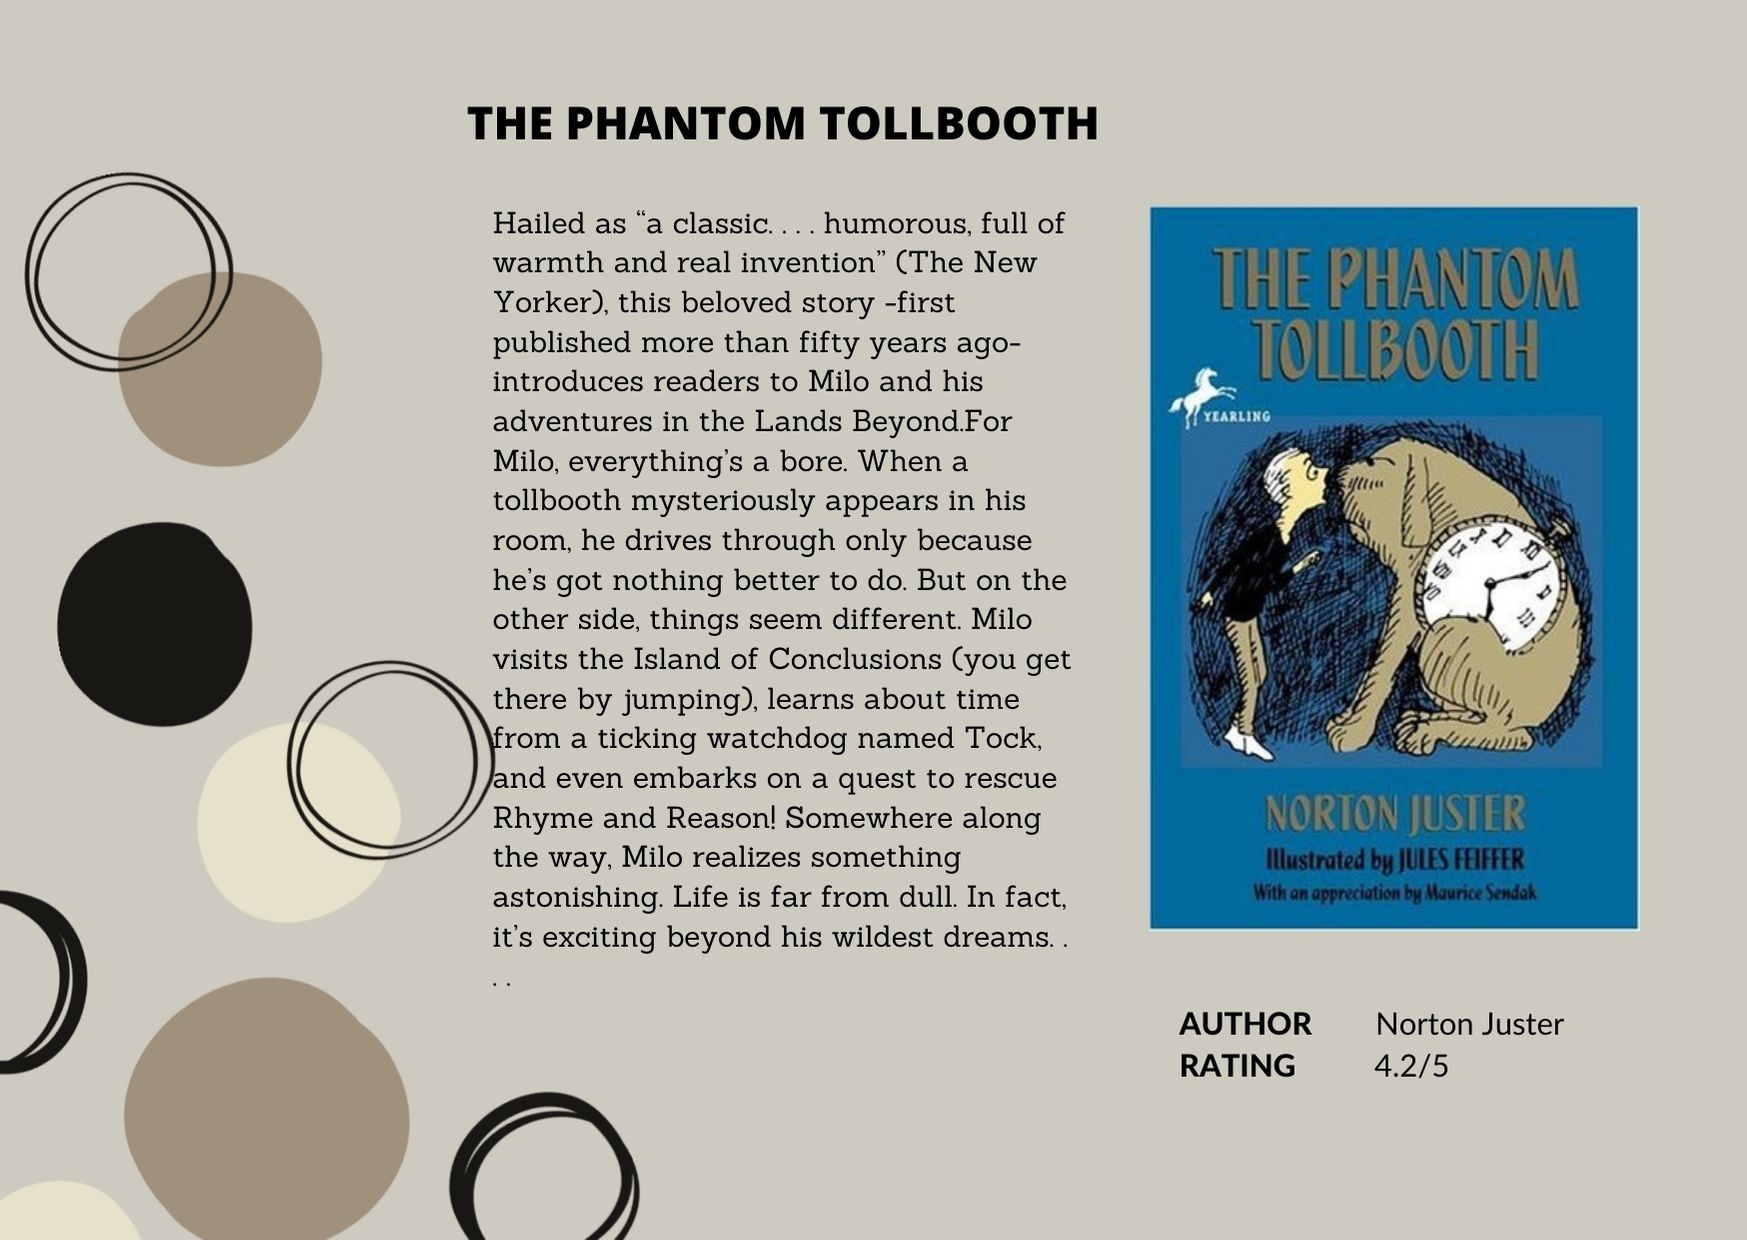 THE PHANTOM TOLLBOOTH
Hailed as “a classic. . . . humorous, full of
warmth and real invention” (The New
Yorker), this beloved story -first
published more than fifty years ago-
introduces readers to Milo and his
adventures in the Lands Beyond.For
Milo, everything’s a bore. When a
tollbooth mysteriously appears in his
room, he drives through only because
he’s got nothing better to do. But on the
other side, things seem different. Milo
visits the Island of Conclusions (you get
there by jumping), learns about time
from a ticking watchdog named Tock,
and even embarks on a quest to rescue
Rhyme and Reason! Somewhere along
the way, Milo realizes something
astonishing. Life is far from dull. In fact,
it’s exciting beyond his wildest dreams. .
. .
THE PHANTOM
TOLLBOOTH
YEARLING
NORTON JUSTER
Illustrated by JULES FEIFFER
With an appreciation by Maurice Sendak
AUTHOR Norton Juster
RATING 4.2/5